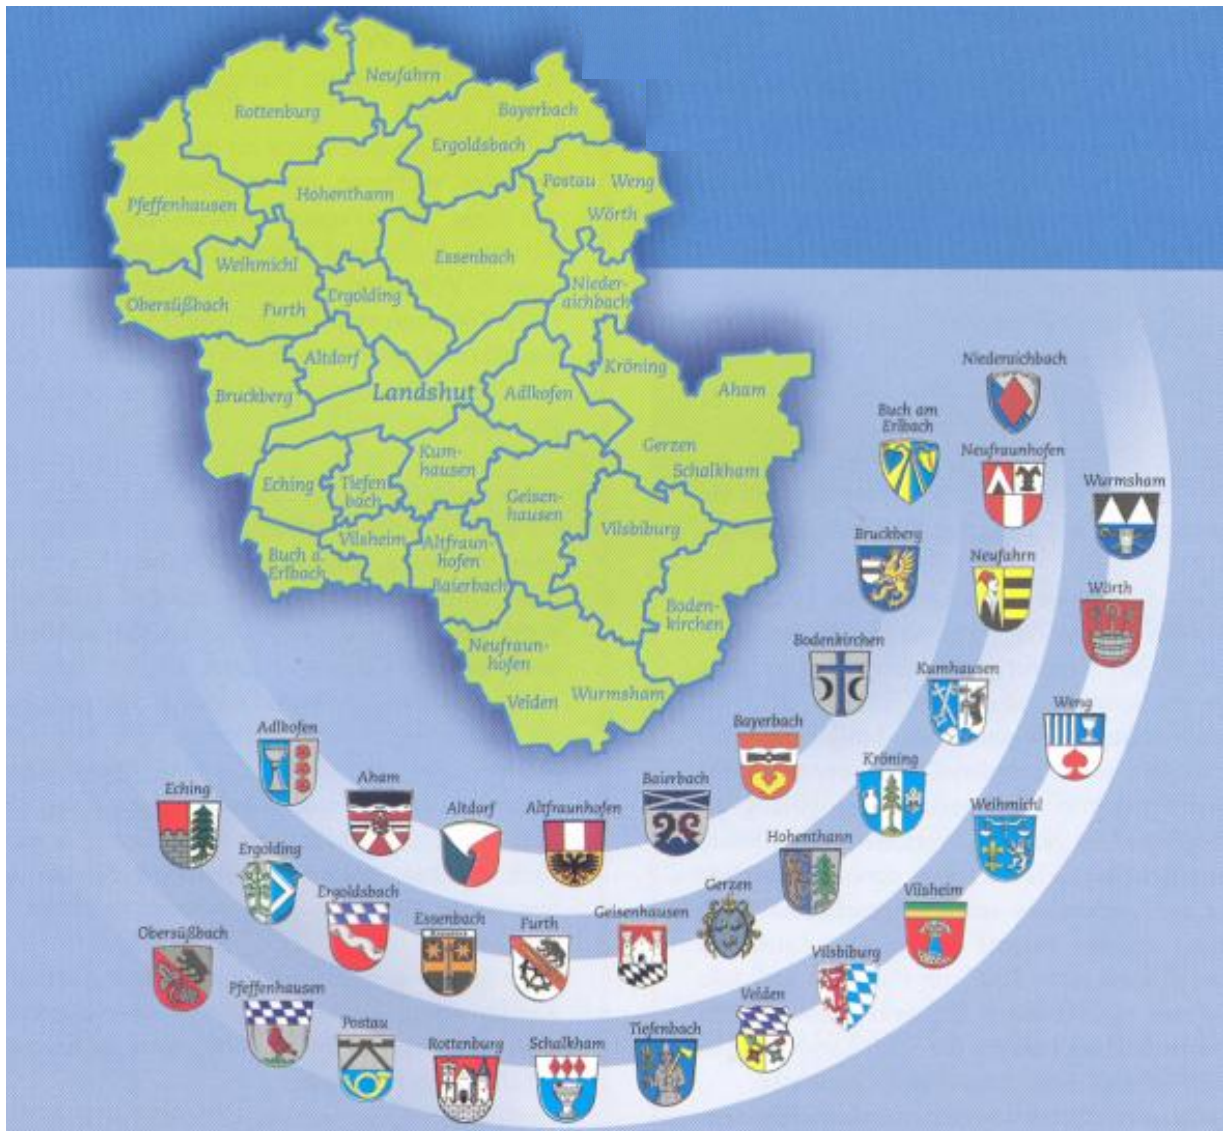 Neufahrn
Rottenburg
Bayerbach
Ergoldsbach
Postau Weng
Hohenthann
Pfeffenhausen
Wörth
Essenbach
Weihmichl
Nieder-
aichbach
Ergolding
Obersüßbach
Furth
Altdorf
Kröning
Bruckberg
Landshut
Adlkofen
Aham
Kum-
hausen
Gerzen
Schalkham
Eching
Tiefen
bach
Geisen-
hausen
Vilsbiburg
Vilsheim
Altfraun-
hofen
Buch a.
Erlbach
Baierbach
Boden-
kirchen
Neufraun-
hofen
Velden
Wurmsham
Niederaichbach
Buch am
Erlbach
Neufraunhofen
Wurmsham
Bruckberg
Neufahrn
Wörth
Bodenkirchen
Kumhausen
Weng
Bayerbach
Adlkofen
Kröning
Aham
Baierbach
Eching
Altdorf
Altfraunhofen
Weihmichl
Hohenthann
Ergolding
Ergoldsbach
Gerzen
Vilsheim
Essenbach
Furth
Geisenhausen
Obersüßbach
Vilsbiburg
Pfeffenhausen
Velden
Postau
Rottenburg
Schalkham
Tiefenbach